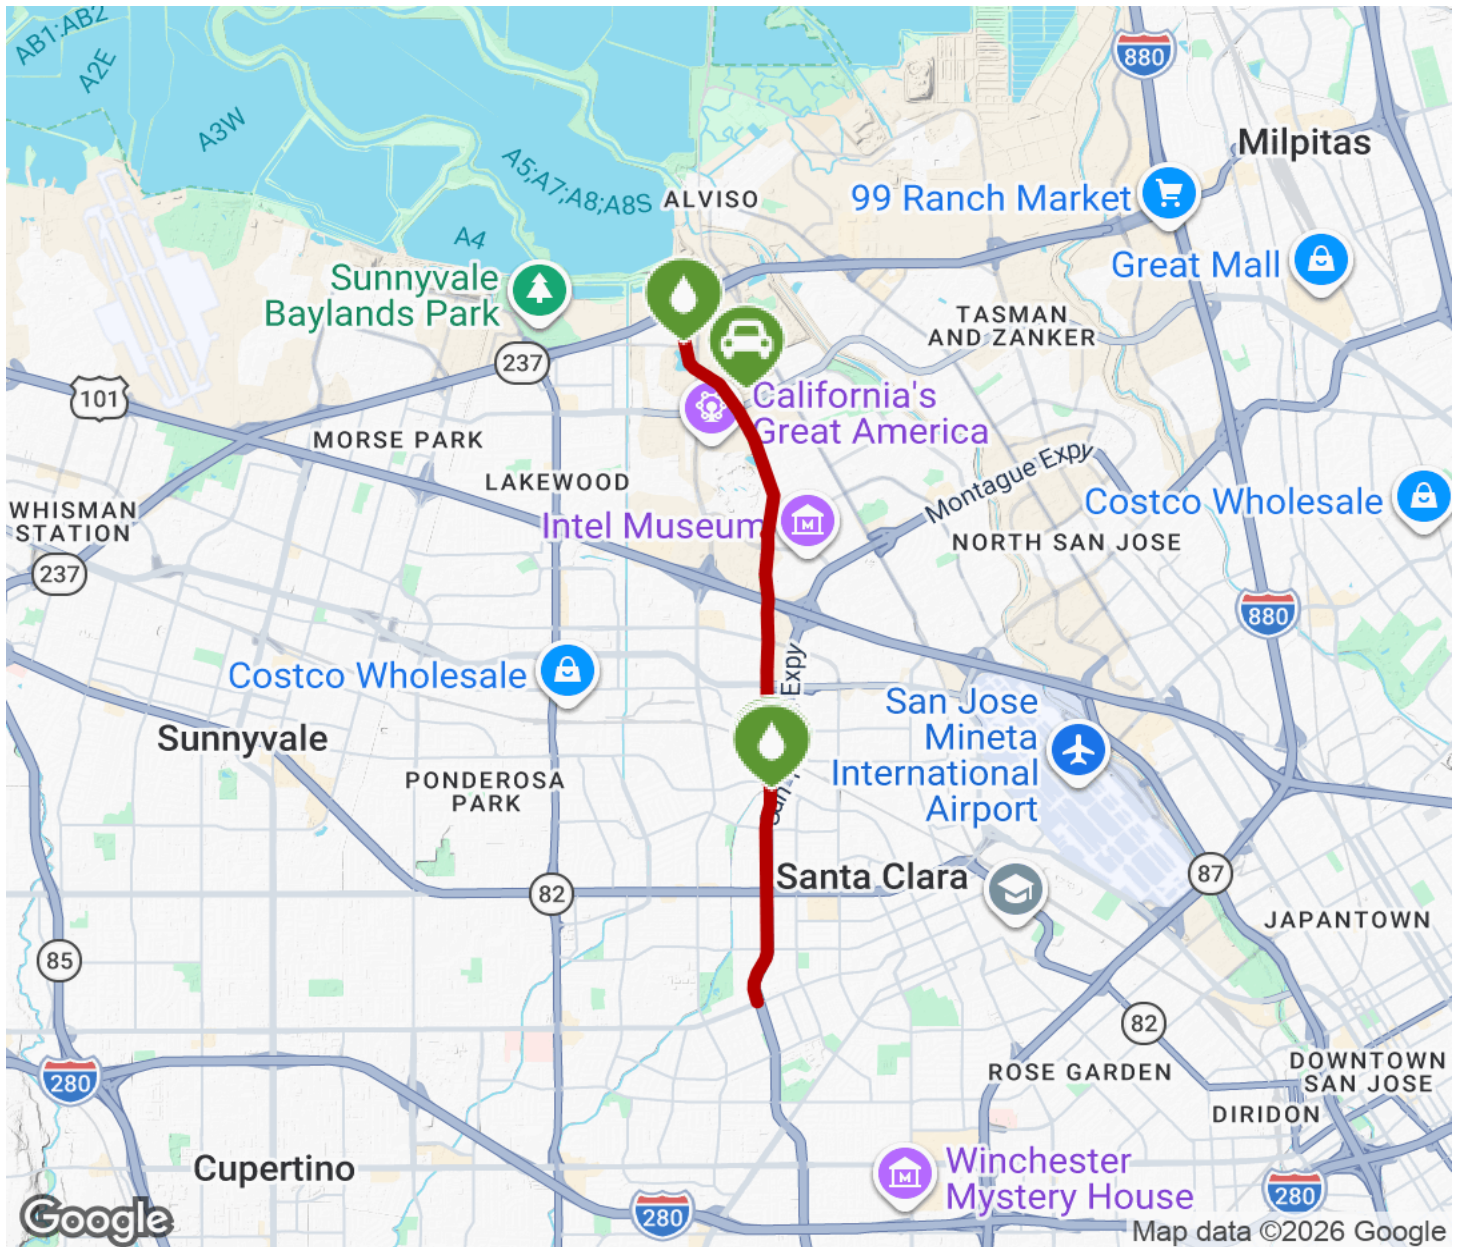 AB1:AB2
A2E
A3W
880
Milpitas
A5;A7;A8;A8S
ALVISO
99 Ranch Market
A4
Great Mall
Sunnyvale
Baylands Park
TASMAN
AND ZANKER
237
101
California's
Great America
MORSE PARK
LAKEWOOD
Montague Expy
Costco Wholesale
WHISMAN
STATION
Intel Museum
NORTH SAN JOSE
237
880
Costco Wholesale
Expy
San Jose
Mineta
International
Airport
Sunnyvale
PONDEROSA
PARK
Santa Clara
87
82
JAPANTOWN
85
82
280
ROSE GARDEN
DOWNTOWN
SAN JOSE
DIRIDON
Cupertino
Winchester
Mystery House
280
280
Google
Map data ©2026 Google